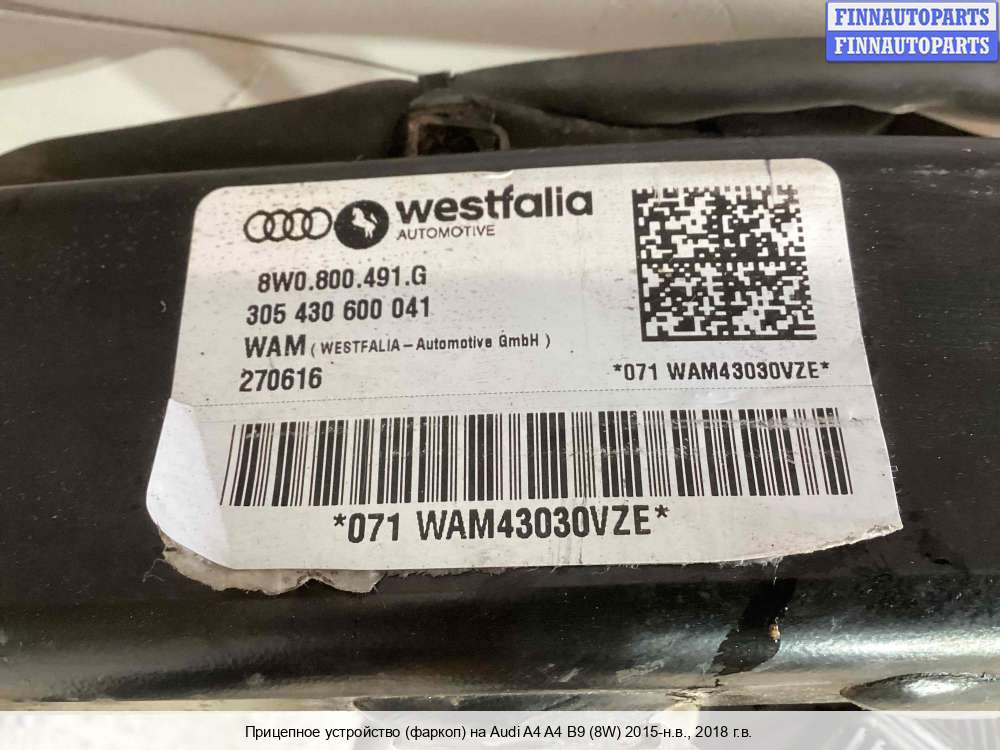 FINNAUTOPARTS
FINNAUTOPARTS
westfalia
AUTOMOTIVE
8W0.800.491.G
305 430 600 041
WAM ( WESTFALIA-Automotive GmbH )
270616
*071 WAM43030VZE*
*071 WAM43030VZE*
Прицепное устройство (фаркоп) на Audi A4 A4 B9 (8W) 2015-н.в., 2018 г.в.